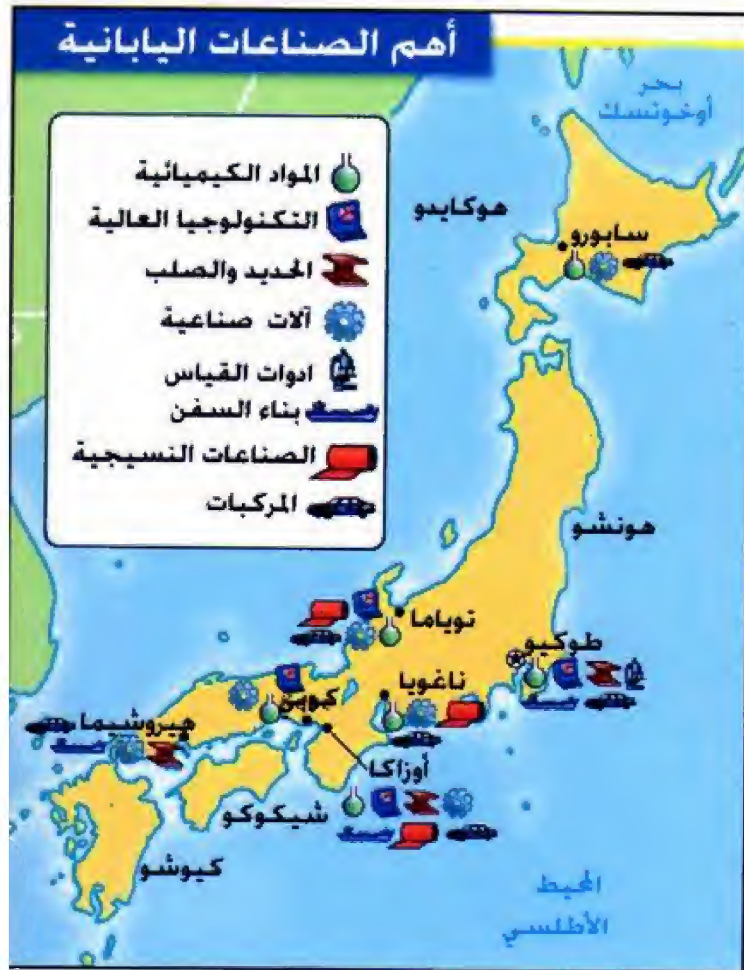 أهم الصناعات اليابانية
بحر
أوخوتسك
المواد الكيميائية
التكنولوجيا العالية
الحديد والصلب
آلات صناعية
ادوات القياس
بناء السفن
الصناعات النسيجية
المركبات
هوكايدو
سابورو
هونشو
توياما
طوكيو
ناغويا
كوبي
هيروشيما
أوزاكا
شيكوكو
كيوشو
المحيط
الأطلسي